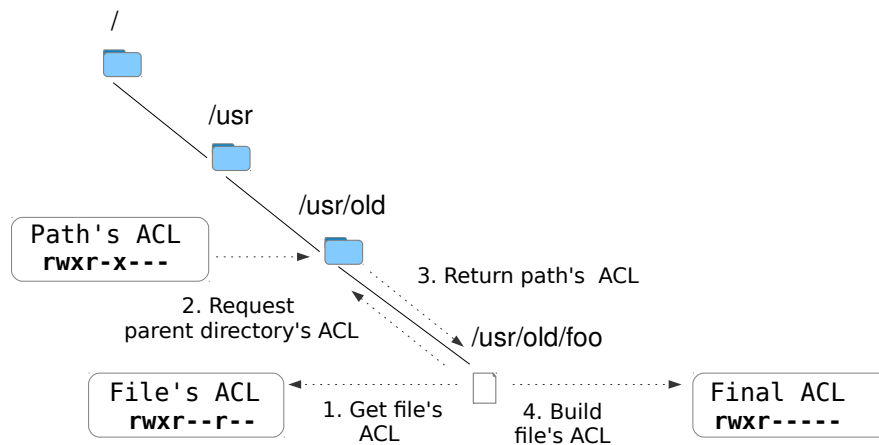 /
/usr
/usr/old
Path's ACL
rwxr-x---
3. Return path's ACL
2. Request
parent directory's ACL
/usr/old/foo
File's ACL
rwxr--r--
1. Get file's
ACL
4. Build
file's ACL
Final ACL
rwxr-----